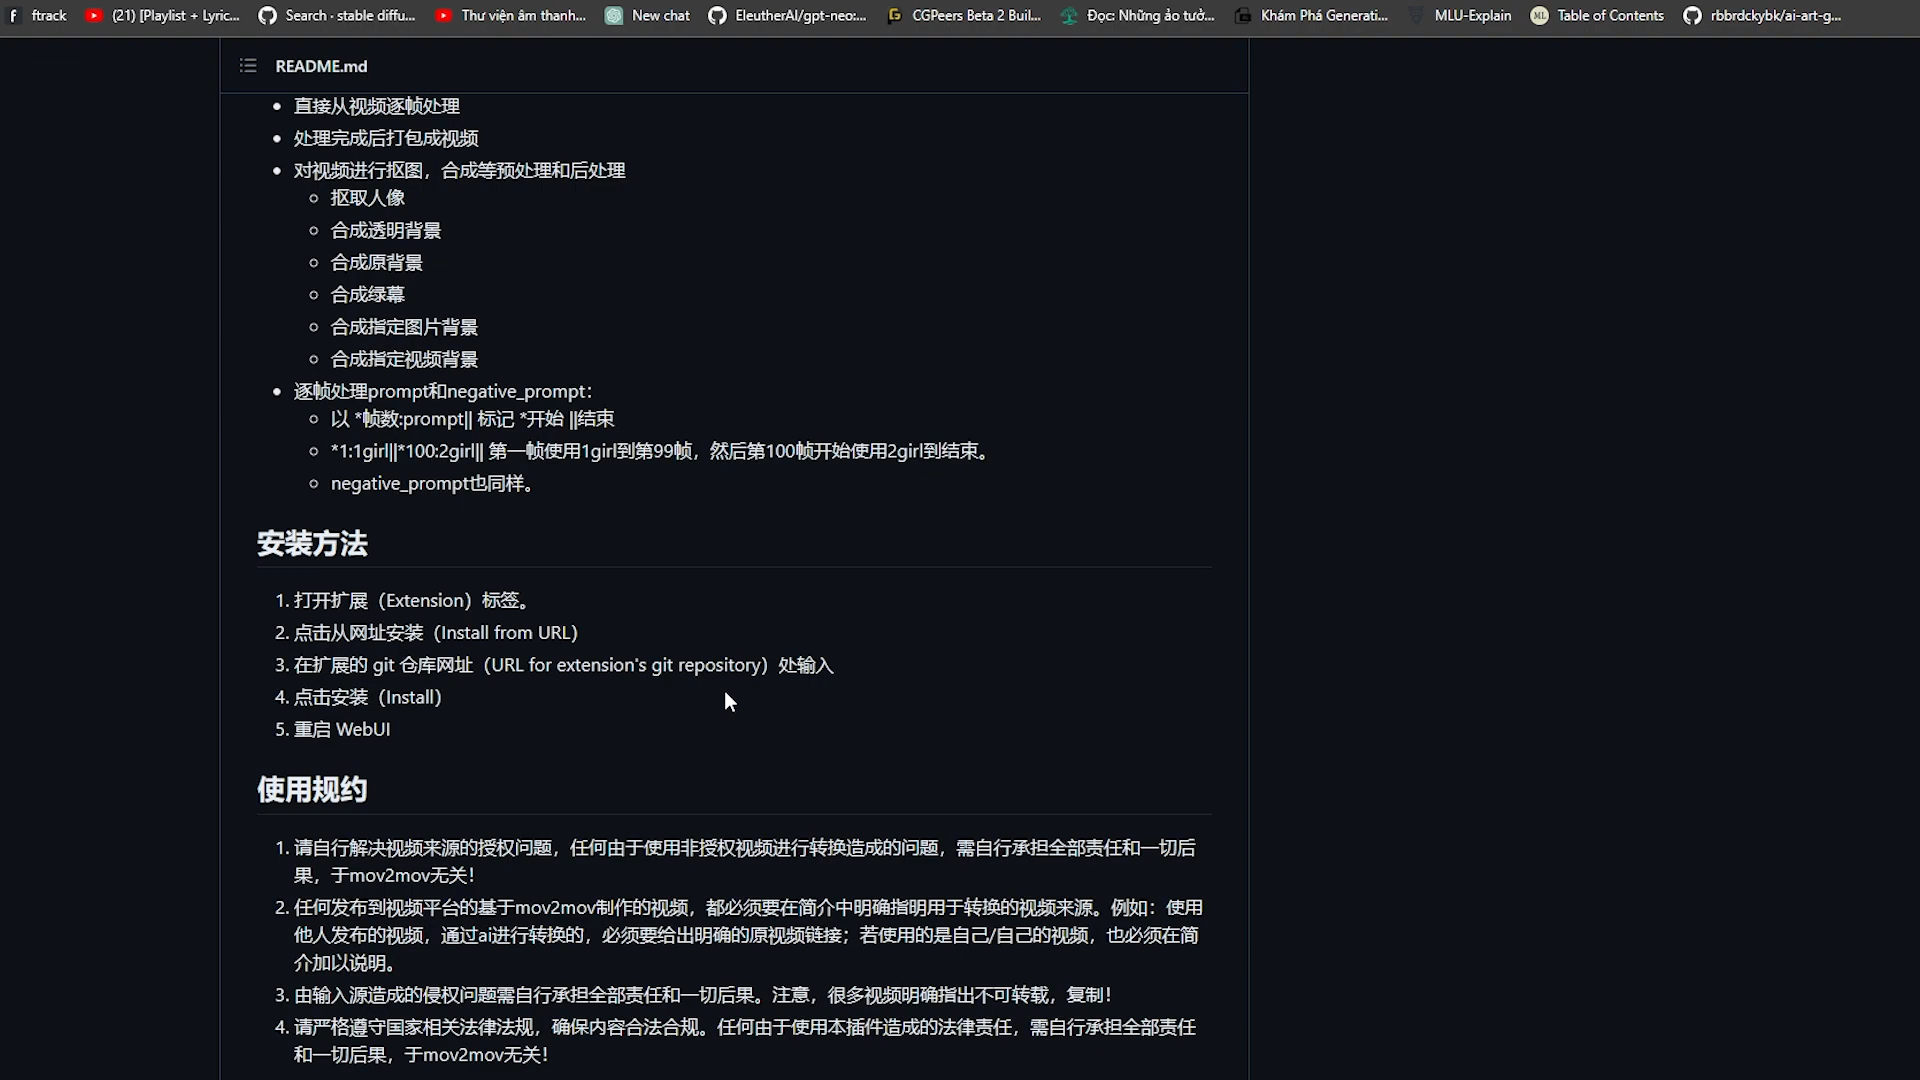 ftrack
(21) [Playlist + Lyric...
Search · stable diffu...
Thư viện âm thanh...
New chat
EleutherAI/gpt-neo:...
CGPeers Beta 2 Buil...
Đọc: Những ảo tưở...
Khám Phá Generati...
MLU-Explain
ML
Table of Contents
rbbrdckybk/ai-art-g...
README.md
• 直接从视频逐帧处理
• 处理完成后打包成视频
• 对视频进行抠图，合成等预处理和后处理
○ 抠取人像
○ 合成透明背景
○ 合成原背景
○ 合成绿幕
○ 合成指定图片背景
○ 合成指定视频背景
• 逐帧处理prompt和negative_prompt：
○ 以 *帧数:prompt|| 标记 *开始 ||结束
○ *1:1girl||*100:2girl|| 第一帧使用1girl到第99帧，然后第100帧开始使用2girl到结束。
○ negative_prompt也同样。
安装方法
1. 打开扩展（Extension）标签。
2. 点击从网址安装（Install from URL）
3. 在扩展的 git 仓库网址（URL for extension's git repository）处输入
4. 点击安装（Install）
5. 重启 WebUI
使用规约
1. 请自行解决视频来源的授权问题，任何由于使用非授权视频进行转换造成的问题，需自行承担全部责任和一切后
果，于mov2mov无关！
2. 任何发布到视频平台的基于mov2mov制作的视频，都必须要在简介中明确指明用于转换的视频来源。例如：使用
他人发布的视频，通过ai进行转换的，必须要给出明确的原视频链接；若使用的是自己/自己的视频，也必须在简
介加以说明。
3. 由输入源造成的侵权问题需自行承担全部责任和一切后果。注意，很多视频明确指出不可转载，复制！
4. 请严格遵守国家相关法律法规，确保内容合法合规。任何由于使用本插件造成的法律责任，需自行承担全部责任
和一切后果，于mov2mov无关！